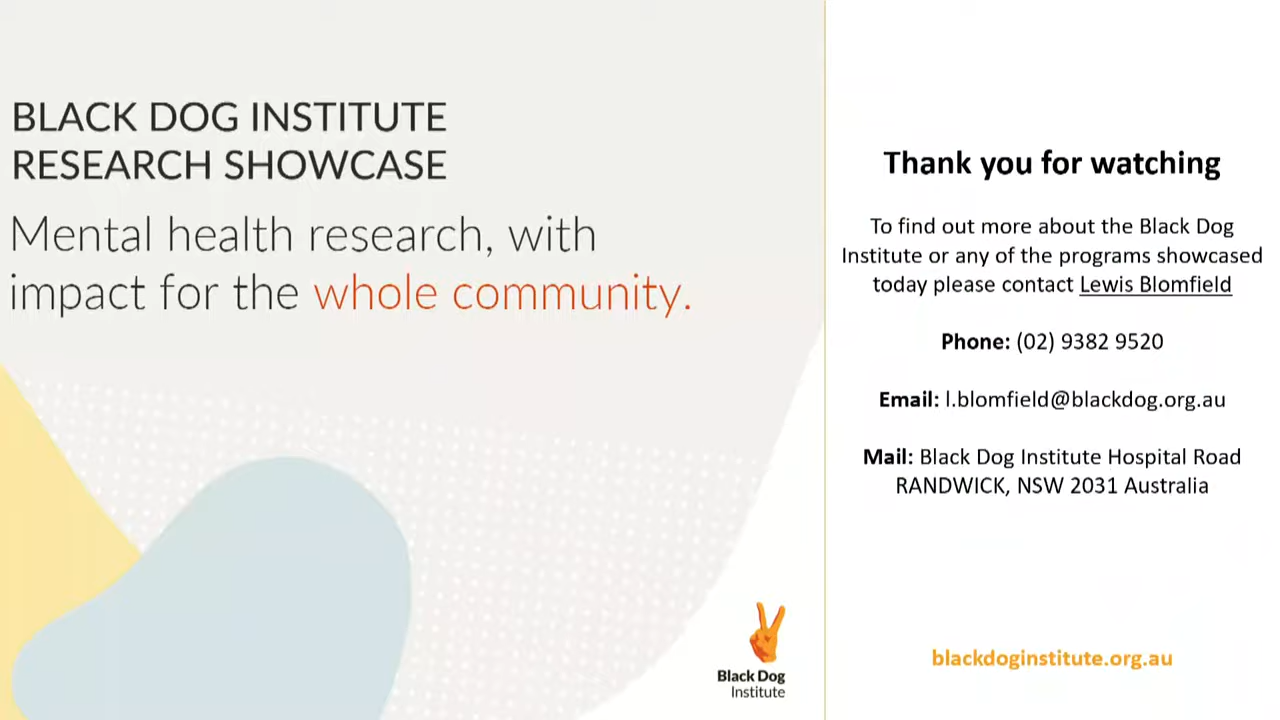 BLACK DOG INSTITUTE
RESEARCH SHOWCASE
Mental health research, with
impact for the whole community.
Black Dog
Institute
Thank you for watching
To find out more about the Black Dog
Institute or any of the programs showcased
today please contact Lewis Blomfield
Phone: (02) 9382 9520
Email: l.blomfield@blackdog.org.au
Mail: Black Dog Institute Hospital Road
RANDWICK, NSW 2031 Australia
blackdoginstitute.org.au